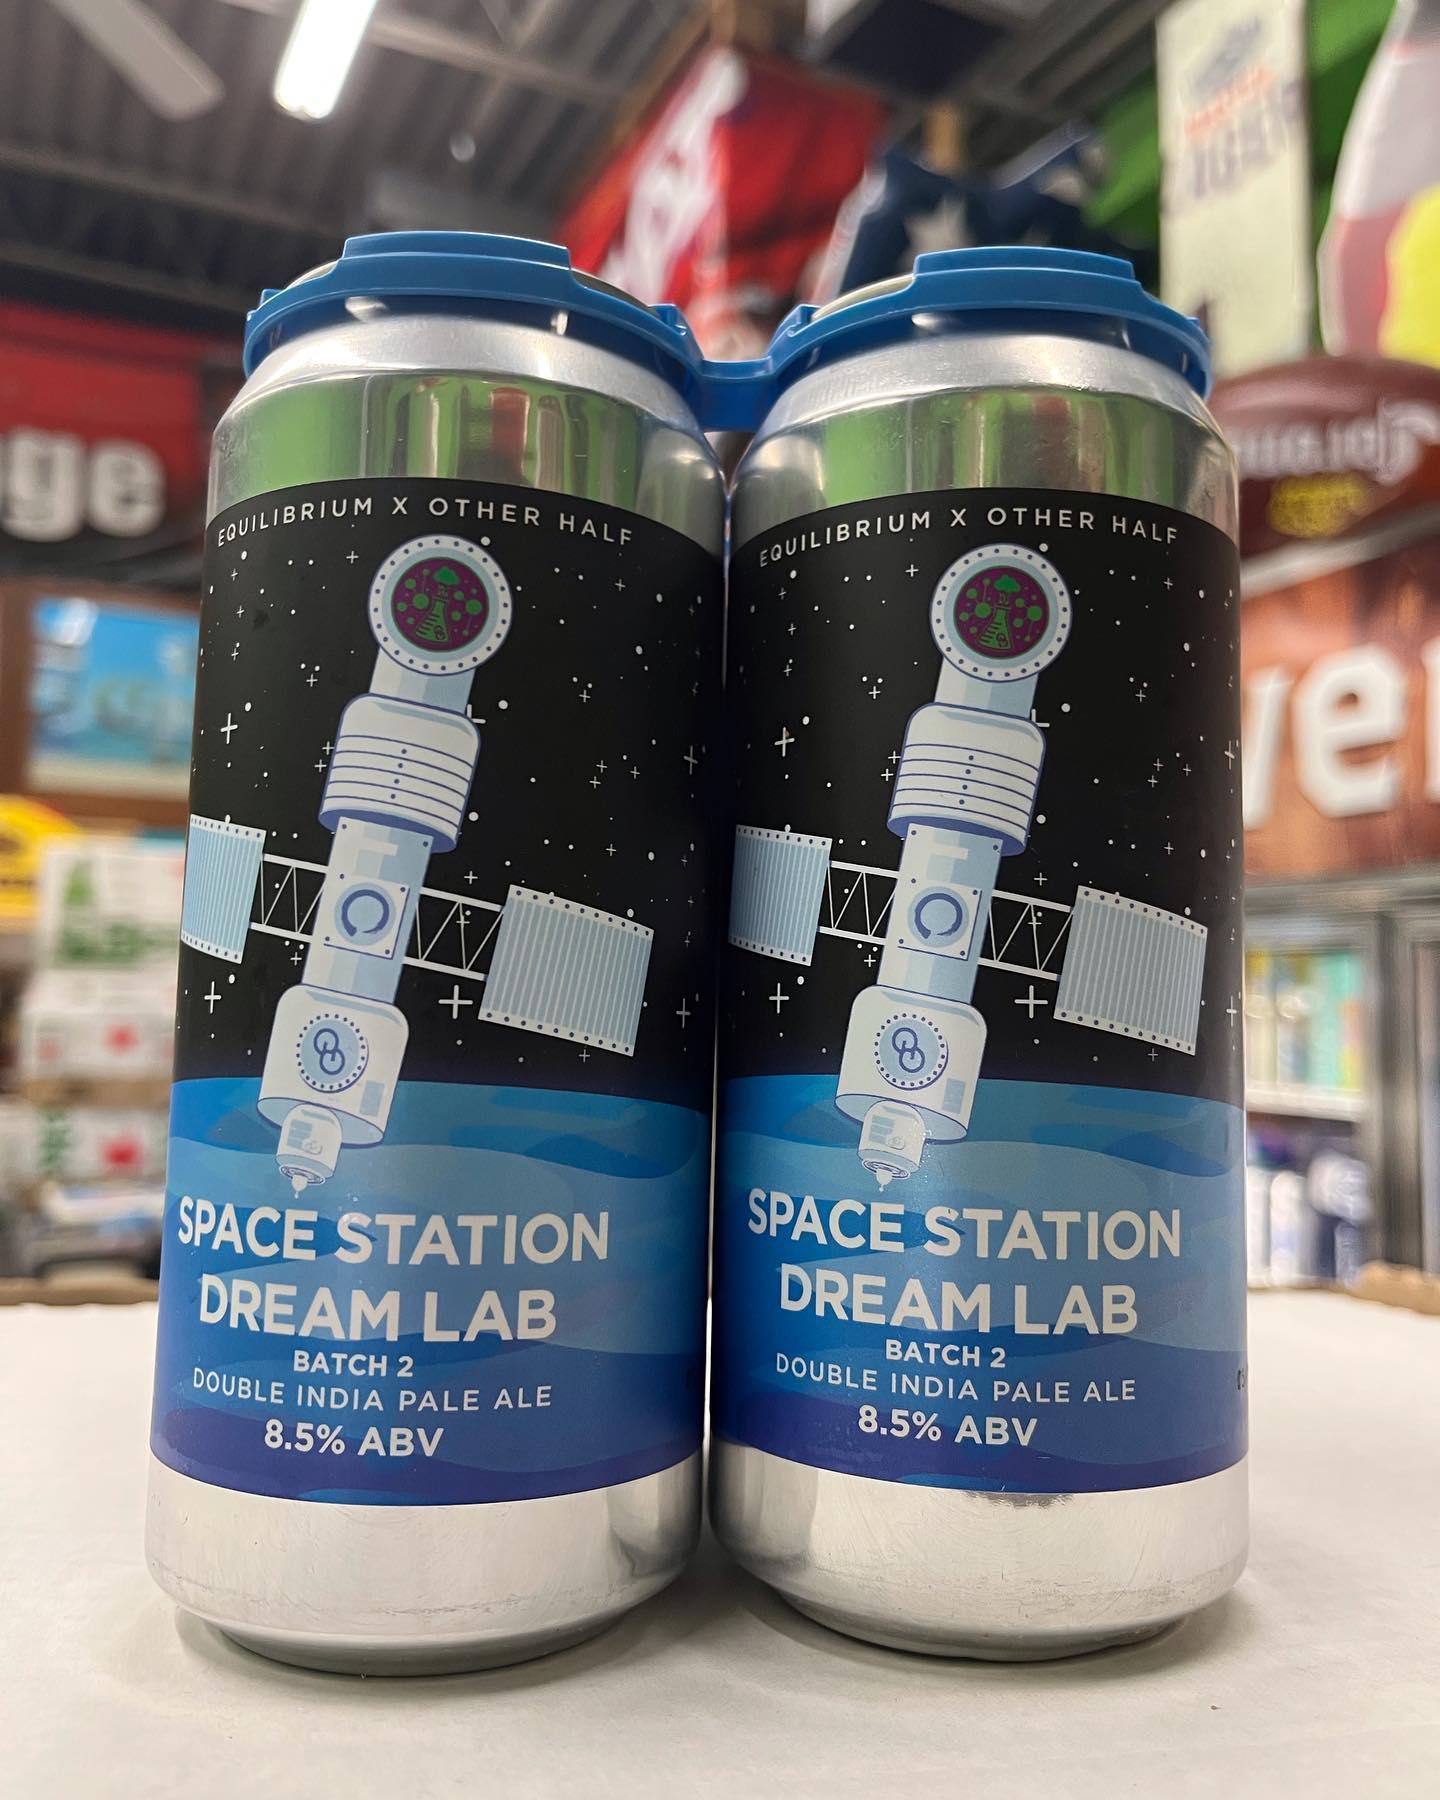 EQUILIBRIUM X OTHER HALF
SPACE STATION
DREAM LAB
BATCH 2
DOUBLE INDIA PALE ALE
8.5% ABV
EQUILIBRIUM X OTHER HALF
SPACE STATION
DREAM LAB
BATCH 2
DOUBLE INDIA PALE ALE
8.5% ABV